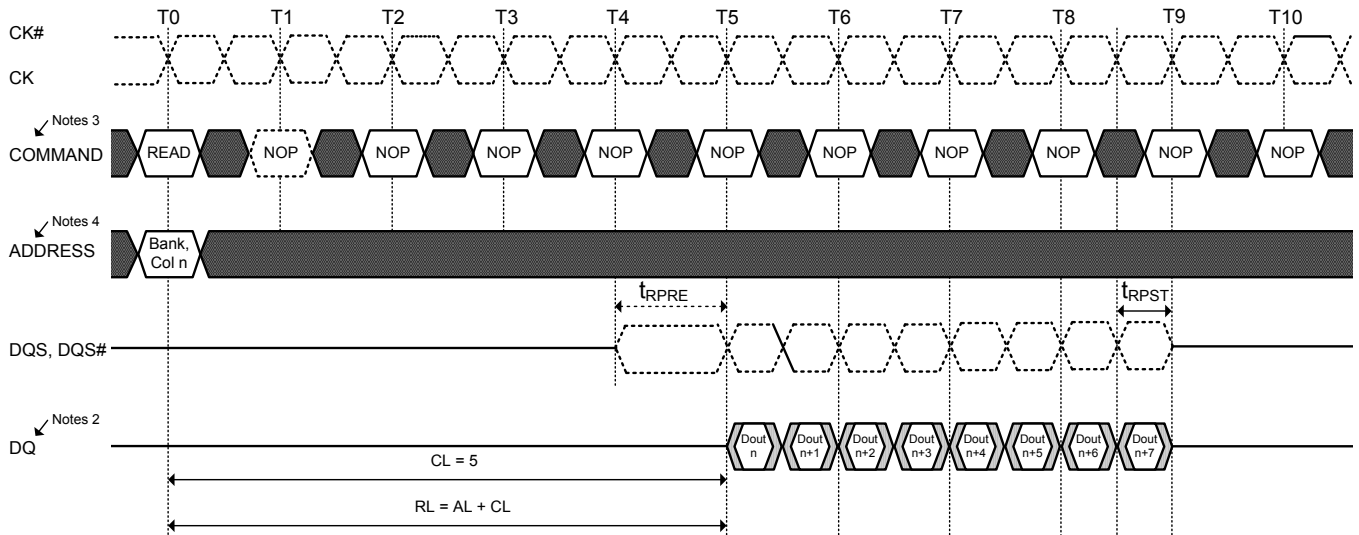 T0 T1 T2 T3 T4 T5 T6 T7 T8 T9 T10
CK#
CK
Notes 3
COMMAND READ NOP NOP NOP NOP NOP NOP NOP NOP NOP NOP
Notes 4
ADDRESS
Bank,
Col n
tRPRE tRPST
DQS, DQS#
Notes 2
DQ
Dout n
Dout n+1
Dout n+2
Dout n+3
Dout n+4
Dout n+5
Dout n+6
Dout n+7
CL = 5
RL = AL + CL